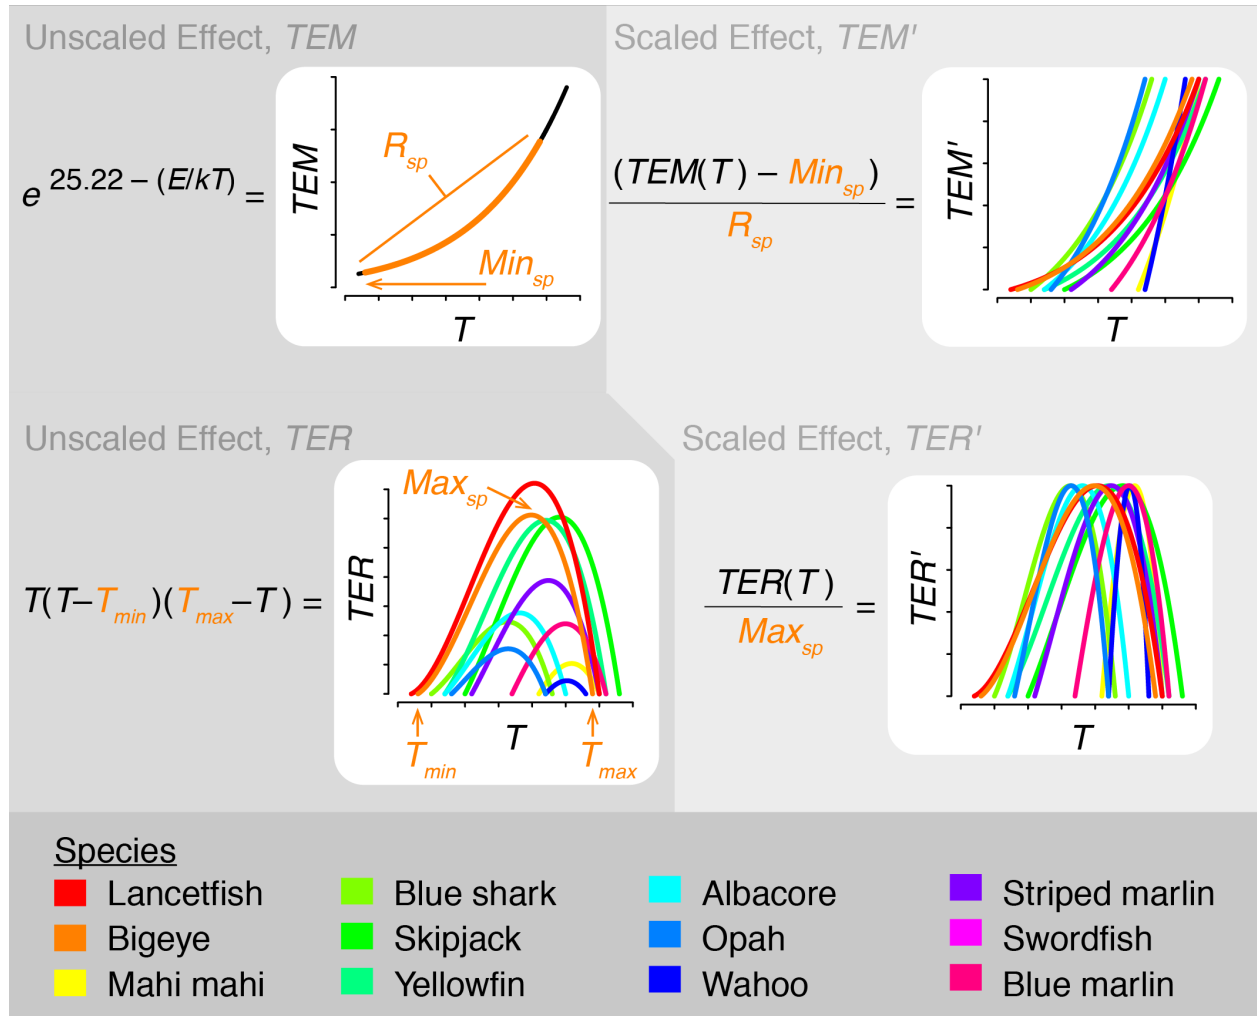 Unscaled Effect, TEM
e 25.22 – (E/kT) =
TEM
R sp
Min sp
T
Scaled Effect, TEM'
(TEM(T) – Min sp)
R sp
=
TEM'
T
Unscaled Effect, TER
T(T–T min)(T max–T) =
TER
Max sp
T
T min
T max
Scaled Effect, TER'
TER(T)
Max sp
=
TER'
T
Species
Lancetfish
Bigeye
Mahi mahi
Blue shark
Skipjack
Yellowfin
Albacore
Opah
Wahoo
Striped marlin
Swordfish
Blue marlin